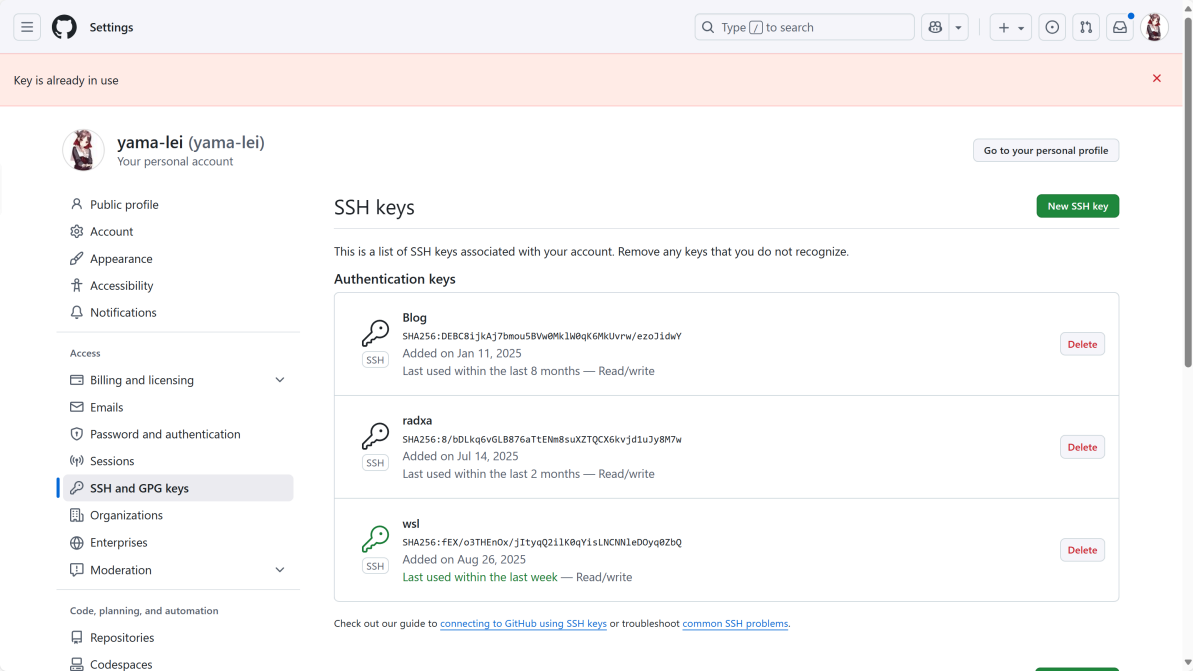 Settings
Type / to search
Key is already in use
yama-lei (yama-lei)
Your personal account
Go to your personal profile
Public profile
Account
Appearance
Accessibility
Notifications
Access
Billing and licensing
Emails
Password and authentication
Sessions
SSH and GPG keys
Organizations
Enterprises
Moderation
Code, planning, and automation
Repositories
Codespaces
SSH keys
New SSH key
This is a list of SSH keys associated with your account. Remove any keys that you do not recognize.
Authentication keys
Blog
SHA256:DEBC8ijkAj7bmou5BVw0MklW0qK6MkUvrw/ezoJidwY
Added on Jan 11, 2025
Last used within the last 8 months — Read/write
SSH
Delete
radxa
SHA256:8/bDLkq6vGLB876aTtENm8suXZTQCX6kvjd1uJy8M7w
Added on Jul 14, 2025
Last used within the last 2 months — Read/write
SSH
Delete
wsl
SHA256:fEX/o3THEnOx/jItyqQ2ilK0qYisLNCNNleDOyq0ZbQ
Added on Aug 26, 2025
Last used within the last week — Read/write
SSH
Delete
Check out our guide to connecting to GitHub using SSH keys or troubleshoot common SSH problems.